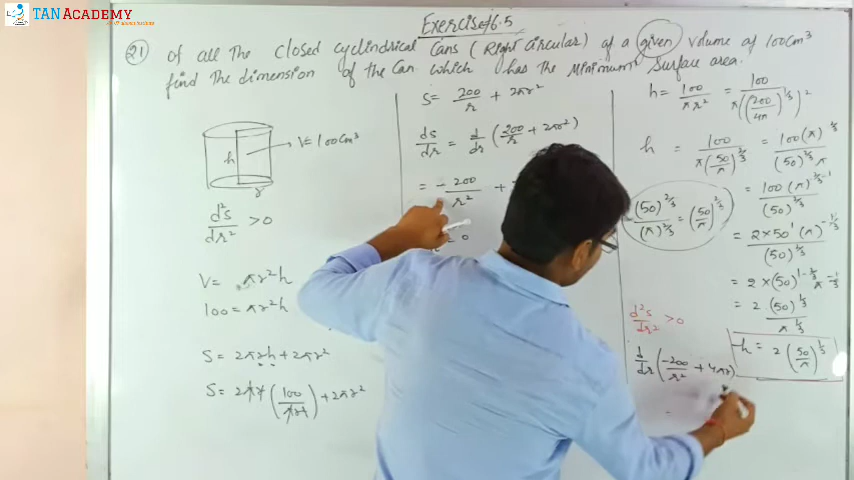 TAN ACADEMY
Exercise 6.5
21 Of all the closed cylindrical cans (Right circular) of a given volume of 100cm³
find the dimension of the can which has the minimum surface area.
h
r
V = 100cm³
d²s/dr² > 0
V = πr²h
100 = πr²h
S = 2πrh + 2πr²
S = 2πr (100/πr²) + 2πr²
S = 200/r + 2πr²
ds/dr = d/dr (200/r + 2πr²)
= -200/r² +
= 0
h = 100/πr² = 100/π((200/4π)^1/3)²
h = 100/π(50/π)^2/3 = 100(π)^2/3/(50)^2/3 π
(50)^2/3/(π)^2/3 = (50/π)^2/3
= 100(π)^2/3-1/(50)^2/3
= 2×50¹(π)^-1/3/(50)^2/3
= 2×(50)^1-2/3 π^-1/3
= 2(50)^1/3/π^1/3
h = 2(50/π)^1/3
d²s/dr² > 0
d/dr(-200/r² + 4πr)